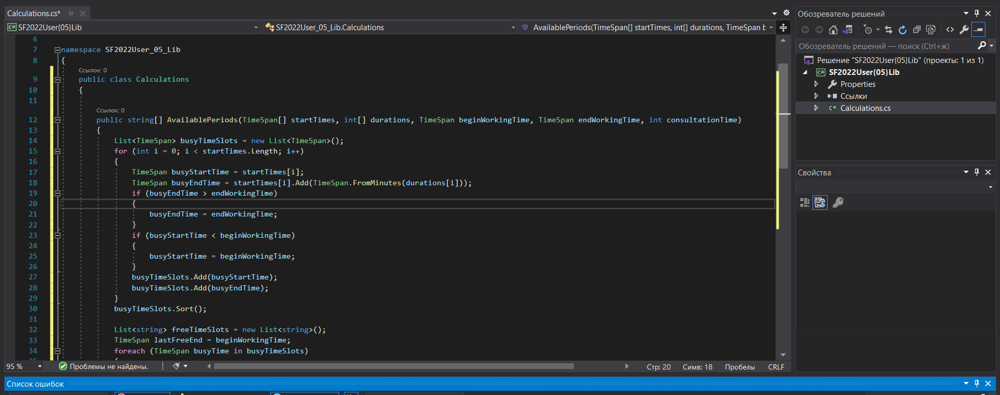 Calculations.cs*
SF2022User{05}Lib
SF2022User_05_Lib.Calculations
AvailablePeriods(TimeSpan[] startTimes, int[] durations, TimeSpan b
6
7 namespace SF2022User_05_Lib
8 {
Ссылок: 0
9 public class Calculations
10 {
11
Ссылок: 0
12 public string[] AvailablePeriods(TimeSpan[] startTimes, int[] durations, TimeSpan beginWorkingTime, TimeSpan endWorkingTime, int consultationTime)
13 {
14 List<TimeSpan> busyTimeSlots = new List<TimeSpan>();
15 for (int i = 0; i < startTimes.Length; i++)
16 {
17 TimeSpan busyStartTime = startTimes[i];
18 TimeSpan busyEndTime = startTimes[i].Add(TimeSpan.FromMinutes(durations[i]));
19 if (busyEndTime > endWorkingTime)
20 {
21 busyEndTime = endWorkingTime;
22 }
23 if (busyStartTime < beginWorkingTime)
24 {
25 busyStartTime = beginWorkingTime;
26 }
27 busyTimeSlots.Add(busyStartTime);
28 busyTimeSlots.Add(busyEndTime);
29 }
30 busyTimeSlots.Sort();
31
32 List<string> freeTimeSlots = new List<string>();
33 TimeSpan lastFreeEnd = beginWorkingTime;
34 foreach (TimeSpan busyTime in busyTimeSlots)
95 %
Проблемы не найдены.
Стр: 20
Симв: 18
Пробелы
CRLF
Список ошибок
Обозреватель решений
Обозреватель решений — поиск (Ctrl+ж)
Решение "SF2022User{05}Lib" (проекты: 1 из 1)
SF2022User{05}Lib
Properties
Ссылки
Calculations.cs
Свойства